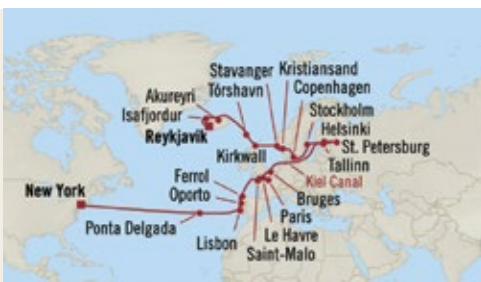 Stavanger
Kristiansand
Tórshavn
Copenhagen
Akureyri
Stockholm
Isafjordur
Helsinki
Reykjavik
St. Petersburg
Kirkwall
Tallinn
Kiel Canal
Ferrol
New York
Oporto
Bruges
Ponta Delgada
Paris
Lisbon
Le Havre
Saint-Malo